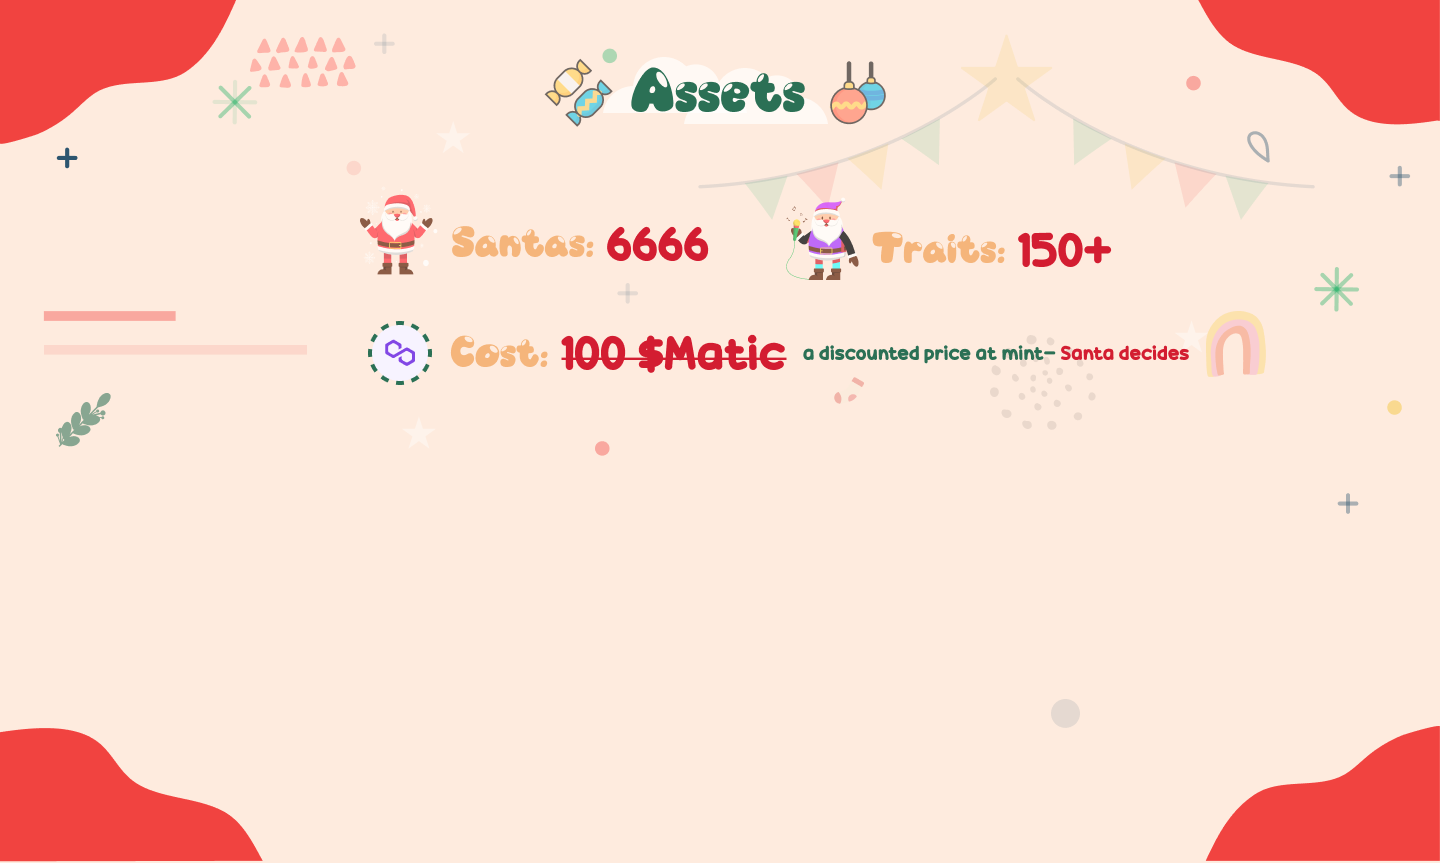 Assets
Santas: 6666
Traits: 150+
Cost: 100 $Matic a discounted price at mint- Santa decides